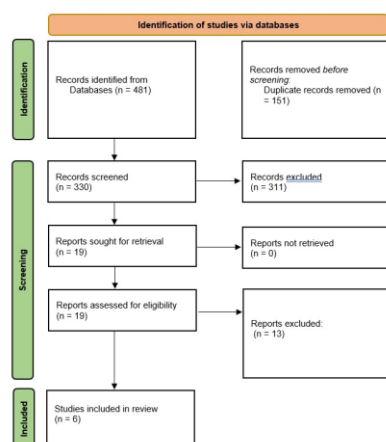 Identification of studies via databases
Identification
Records identified from
Databases (n = 481)
Records removed before
screening:
Duplicate records removed (n
= 151)
Screening
Records screened
(n = 330)
Records excluded
(n = 311)
Reports sought for retrieval
(n = 19)
Reports not retrieved
(n = 0)
Reports assessed for eligibility
(n = 19)
Reports excluded:
(n = 13)
Included
Studies included in review
(n = 6)